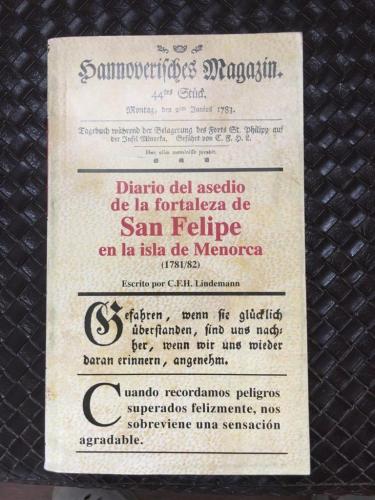 Hannoverisches Magazin.
44tes Stück.
Montag, den 2ten Junius 1783.
Tagebuch während der Belagerung des Forts St. Philipp auf
der Insel Minorka. Geführt von C. F. H. L.
Diario del asedio
de la fortaleza de
San Felipe
en la isla de Menorca
(1781/82)
Escrito por C.F.H. Lindemann
Gefahren, wenn sie glücklich
überstanden, sind uns nach-
her, wenn wir uns wieder
daran erinnern, angenehm.
Cuando recordamos peligros
superados felizmente, nos
sobreviene una sensación
agradable.